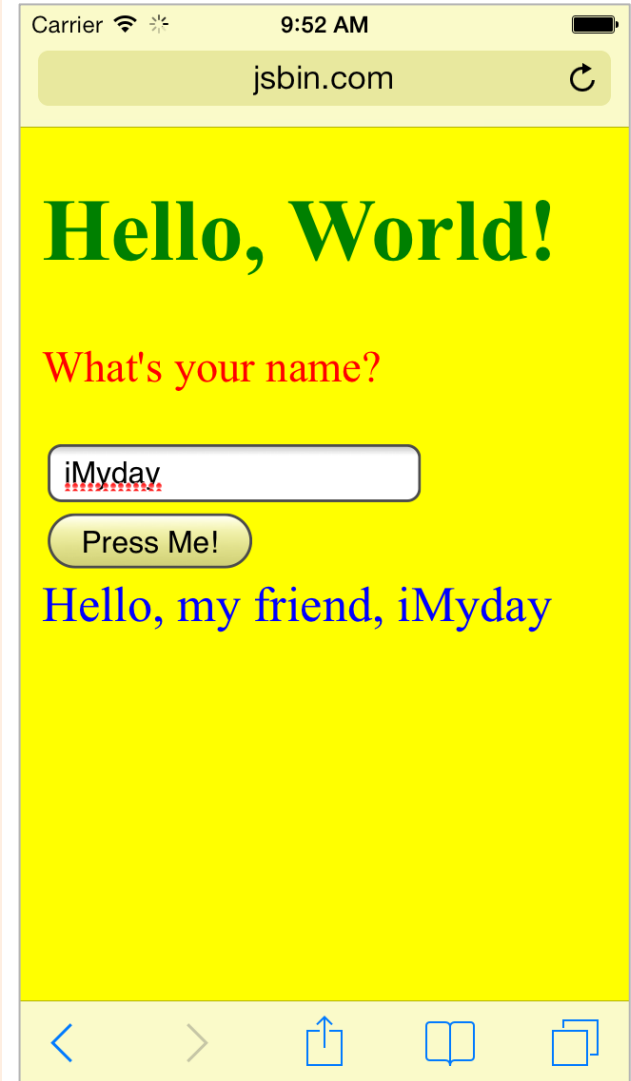 Carrier 9:52 AM
jsbin.com
Hello, World!
What's your name?
iMyday
Press Me!
Hello, my friend, iMyday